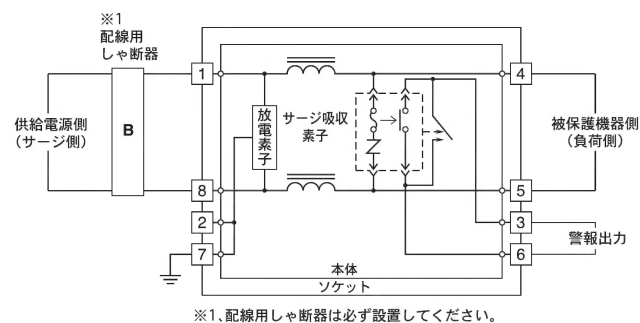 ※1
配線用
しゃ断器
供給電源側
(サージ側)
B
1
8
2
7
放電素子
サージ吸収
素子
4
5
3
6
被保護機器側
(負荷側)
警報出力
本体
ソケット
※1、配線用しゃ断器は必ず設置してください。